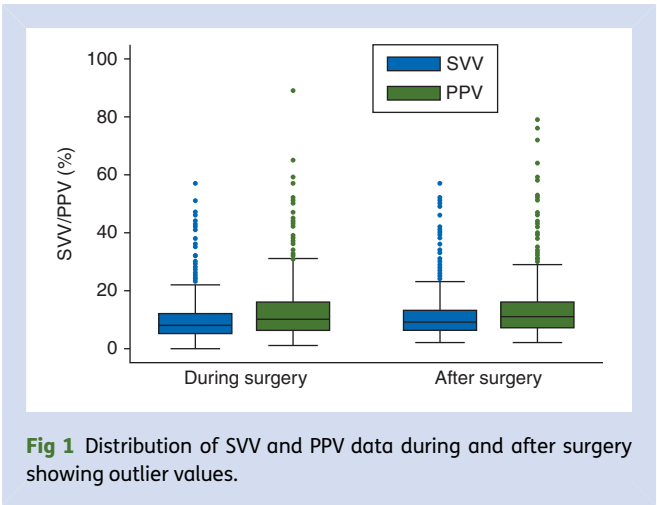 100
80
60
40
20
0
SVV/PPV (%)
SVV
PPV
During surgery
After surgery
Fig 1 Distribution of SVV and PPV data during and after surgery
showing outlier values.